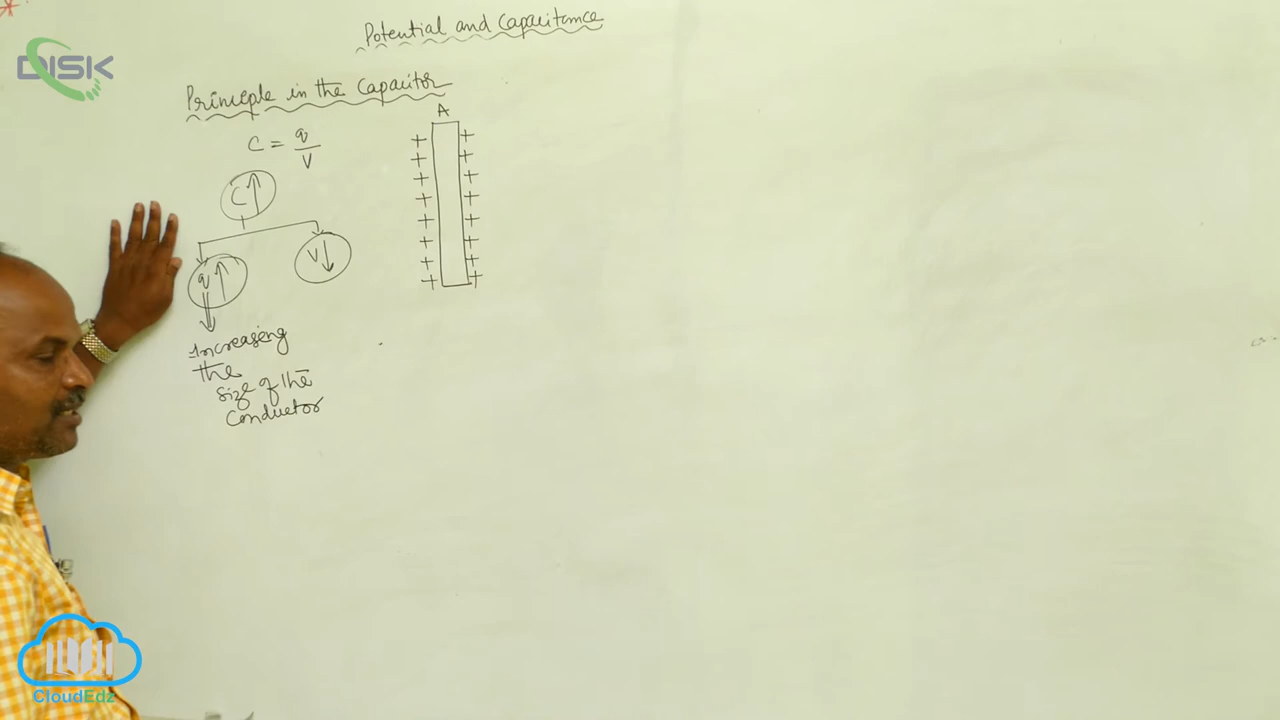 Potential and Capacitance
DISK
Principle in the Capacitor
A
C = q/V
C↑
q↑ V↓
Increasing
the
size of the
conductor
+ +
+ +
+ +
+ +
+ +
+ +
+ +
+ +
CloudEdz